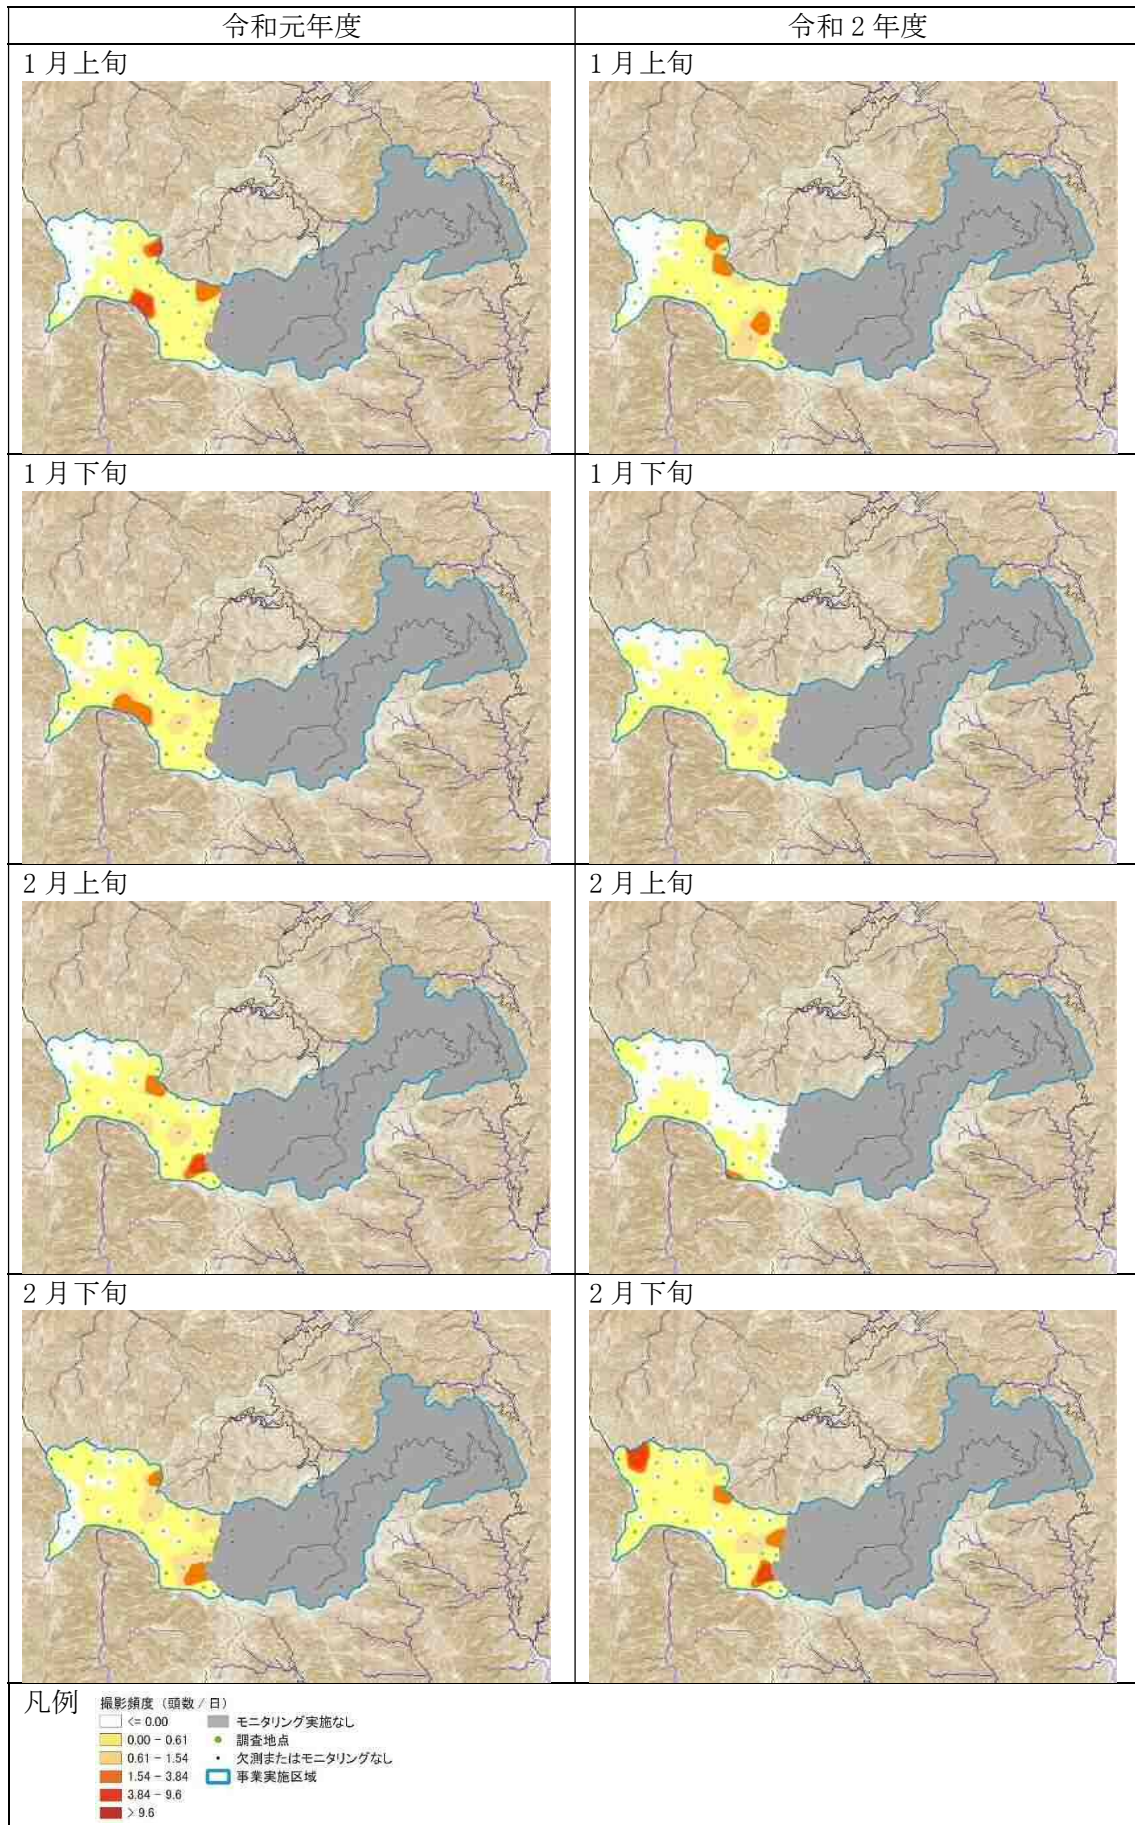 令和元年度 令和２年度
１月上旬 １月上旬
１月下旬 １月下旬
２月上旬 ２月上旬
２月下旬 ２月下旬
凡例 撮影頻度（頭数／日）
<= 0.00 モニタリング実施なし
0.00 － 0.61 調査地点
0.61 － 1.54 欠測またはモニタリングなし
1.54 － 3.84 事業実施区域
3.84 － 9.6
> 9.6